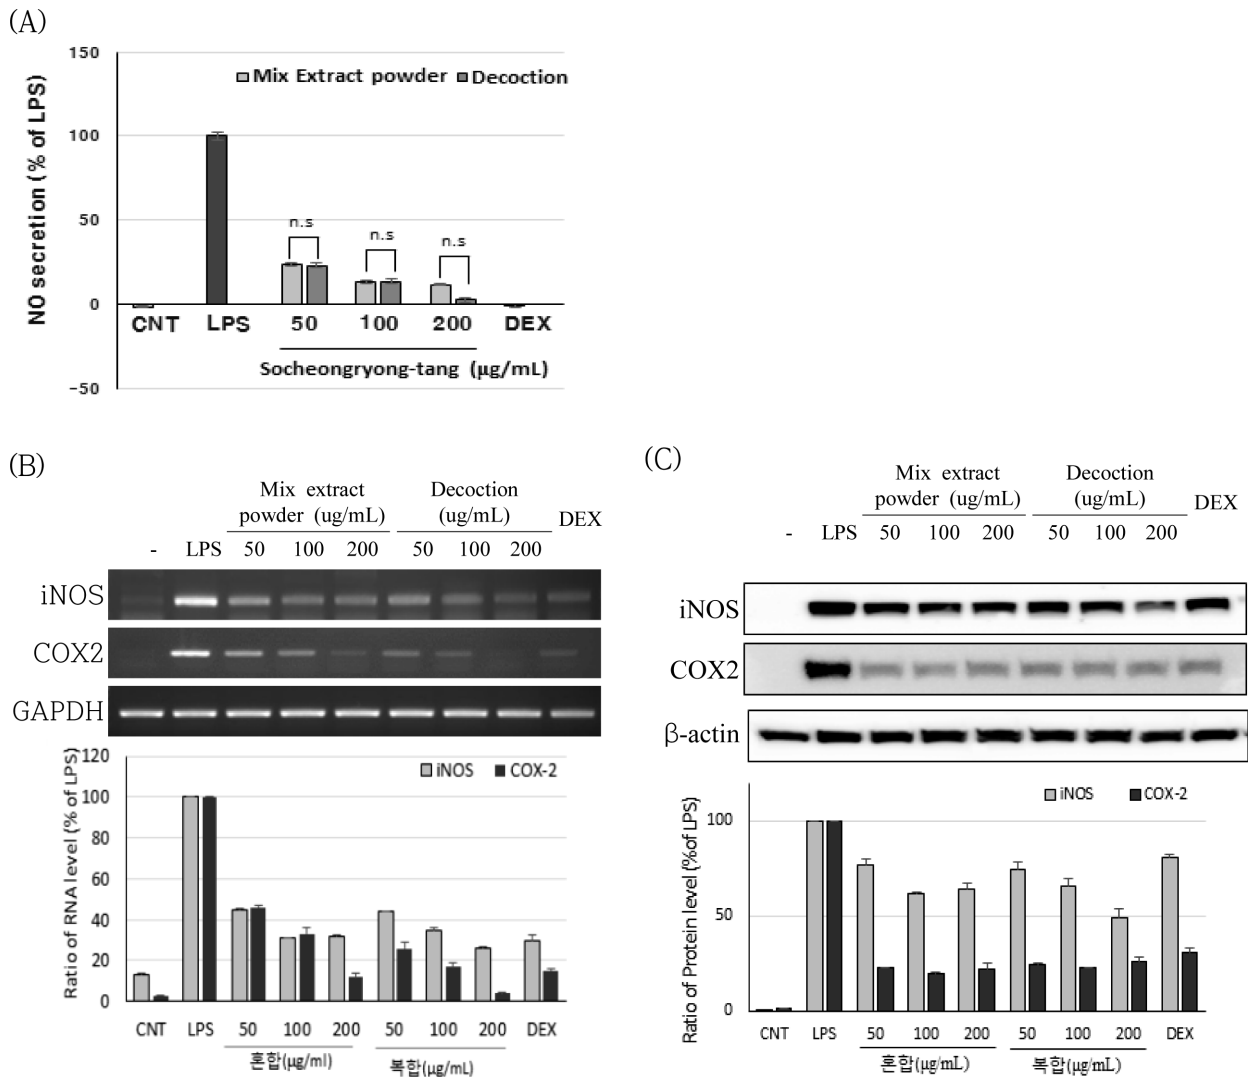 (A)
150
Mix Extract powder Decoction
100
50
0
-50
NO secretion (% of LPS)
n.s
n.s
n.s
CNT LPS 50 100 200 DEX
Socheongryong-tang (μg/mL)
(B)
Mix extract
powder (ug/mL)
Decoction
(ug/mL)
DEX
- LPS 50 100 200 50 100 200
iNOS
COX2
GAPDH
120
100
80
60
40
20
0
Ratio of RNA level (% of LPS)
iNOS COX-2
CNT LPS 50 100 200 50 100 200 DEX
혼합(μg/ml) 복합(μg/mL)
(C)
Mix extract
powder (ug/mL)
Decoction
(ug/mL)
DEX
- LPS 50 100 200 50 100 200
iNOS
COX2
β-actin
100
50
0
Ratio of Protein level (%of LPS)
iNOS COX-2
CNT LPS 50 100 200 50 100 200 DEX
혼합(μg/mL) 복합(μg/mL)